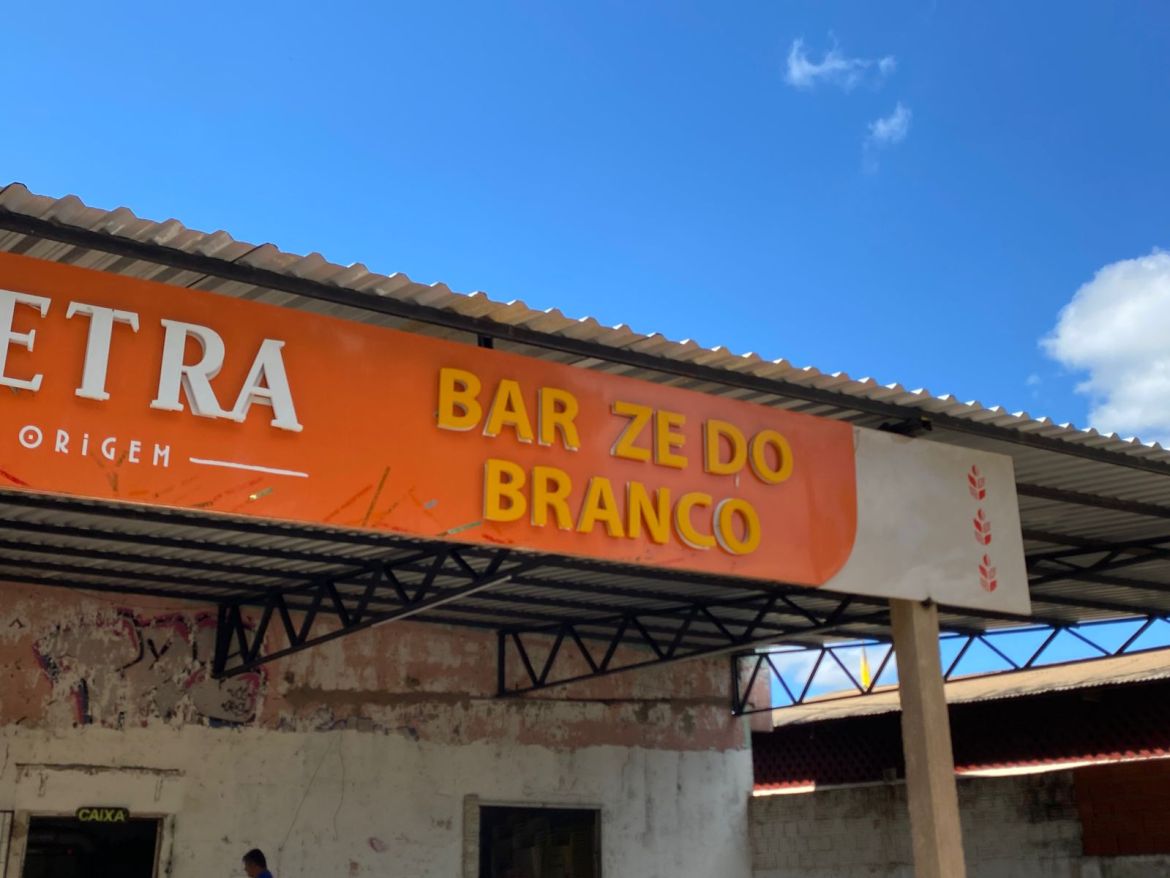 ETRA
ORIGEM
BAR ZE DO
BRANCO
CAIXA